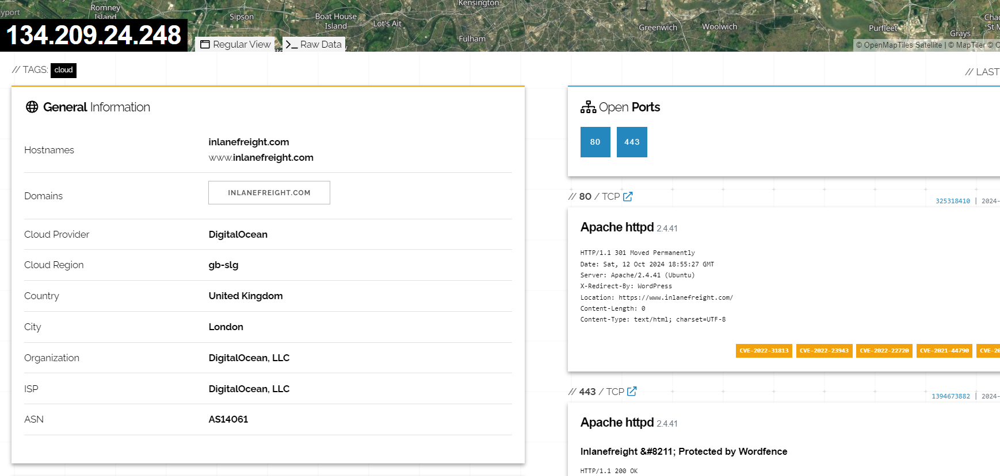 Romney
Island
Sipson
Boat House
Island
Lot's Ait
Kensington
Fulham
Greenwich
Woolwich
Purfleet
Grays
134.209.24.248
Regular View
Raw Data
© OpenMapTiles Satellite | © MapTiler ©
// TAGS: cloud
// LAST
General Information
Hostnames
inlanefreight.com
www.inlanefreight.com
Domains
INLANEFREIGHT.COM
Cloud Provider
DigitalOcean
Cloud Region
gb-slg
Country
United Kingdom
City
London
Organization
DigitalOcean, LLC
ISP
DigitalOcean, LLC
ASN
AS14061
Open Ports
80
443
// 80 / TCP
325318410 | 2024-
Apache httpd 2.4.41
HTTP/1.1 301 Moved Permanently
Date: Sat, 12 Oct 2024 18:55:27 GMT
Server: Apache/2.4.41 (Ubuntu)
X-Redirect-By: WordPress
Location: https://www.inlanefreight.com/
Content-Length: 0
Content-Type: text/html; charset=UTF-8
CVE-2022-31813 CVE-2022-23943 CVE-2022-22720 CVE-2021-44790 CVE-20
// 443 / TCP
1394673882 | 2024-
Apache httpd 2.4.41
Inlanefreight &#8211; Protected by Wordfence
HTTP/1.1 200 OK